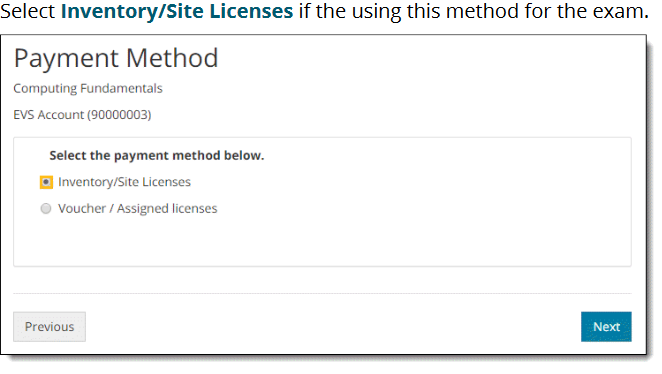 Select Inventory/Site Licenses if the using this method for the exam.
Payment Method
Computing Fundamentals
EVS Account (90000003)
Select the payment method below.
Inventory/Site Licenses
Voucher / Assigned licenses
Previous
Next